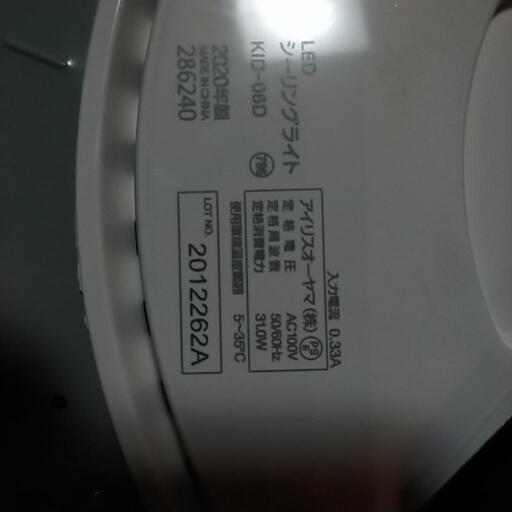 LED
シーリングライト
KID-06D
2020年製
MADE IN CHINA
286240
入力電流 0.33A
アイリスオーヤマ(株) PS E
定格電圧 AC100V
定格周波数 50/60Hz
定格消費電力 31.0W
使用環境温度範囲 5~35℃
LOT NO.
2012262A